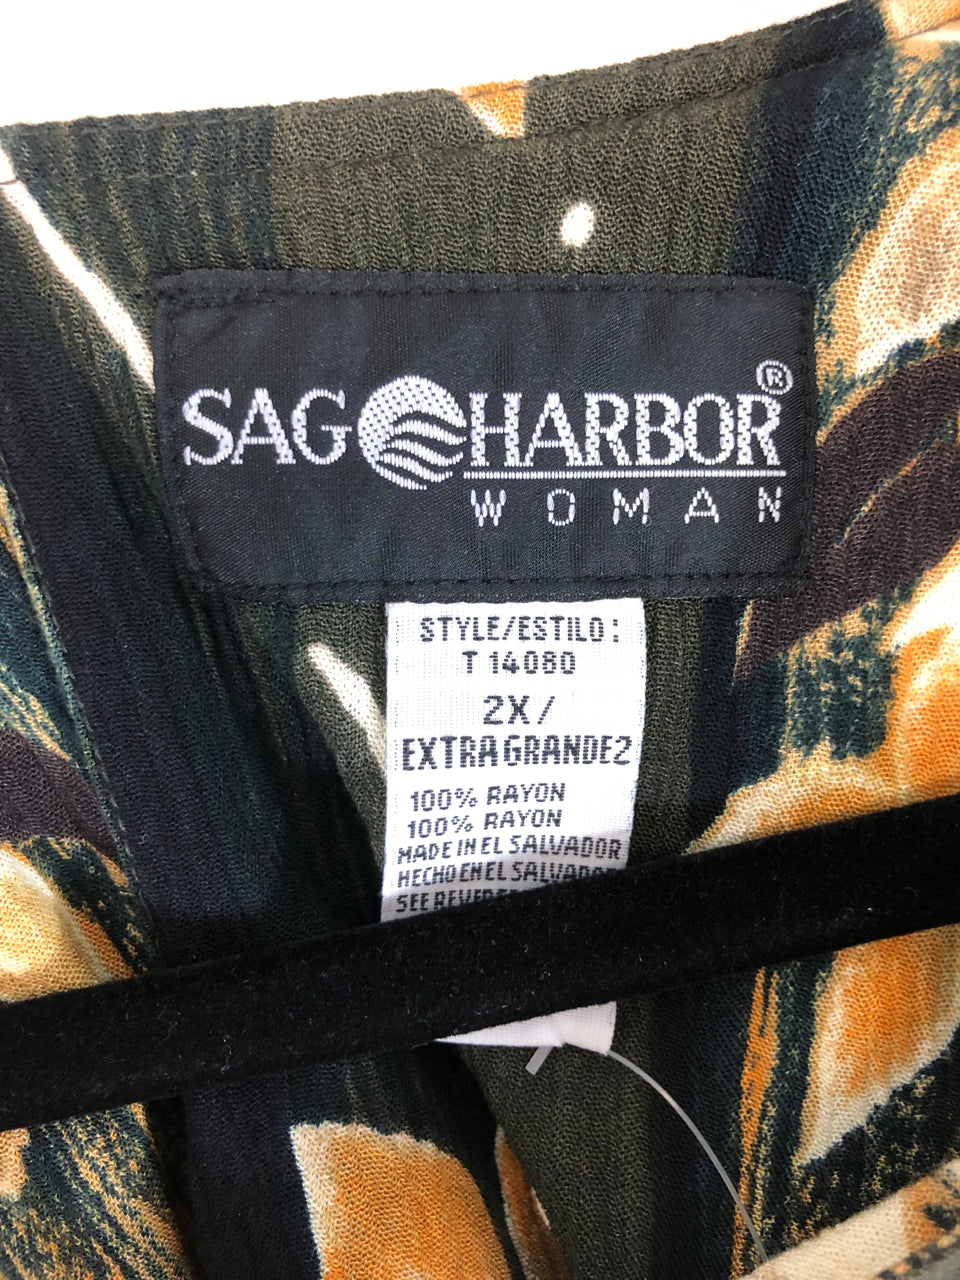 SAG HARBOR®
WOMAN
STYLE/ESTILO:
T 14080
2X/
EXTRA GRANDE2
100% RAYON
100% RAYON
MADE IN EL SALVADOR
HECHO EN EL SALVADOR
SEE